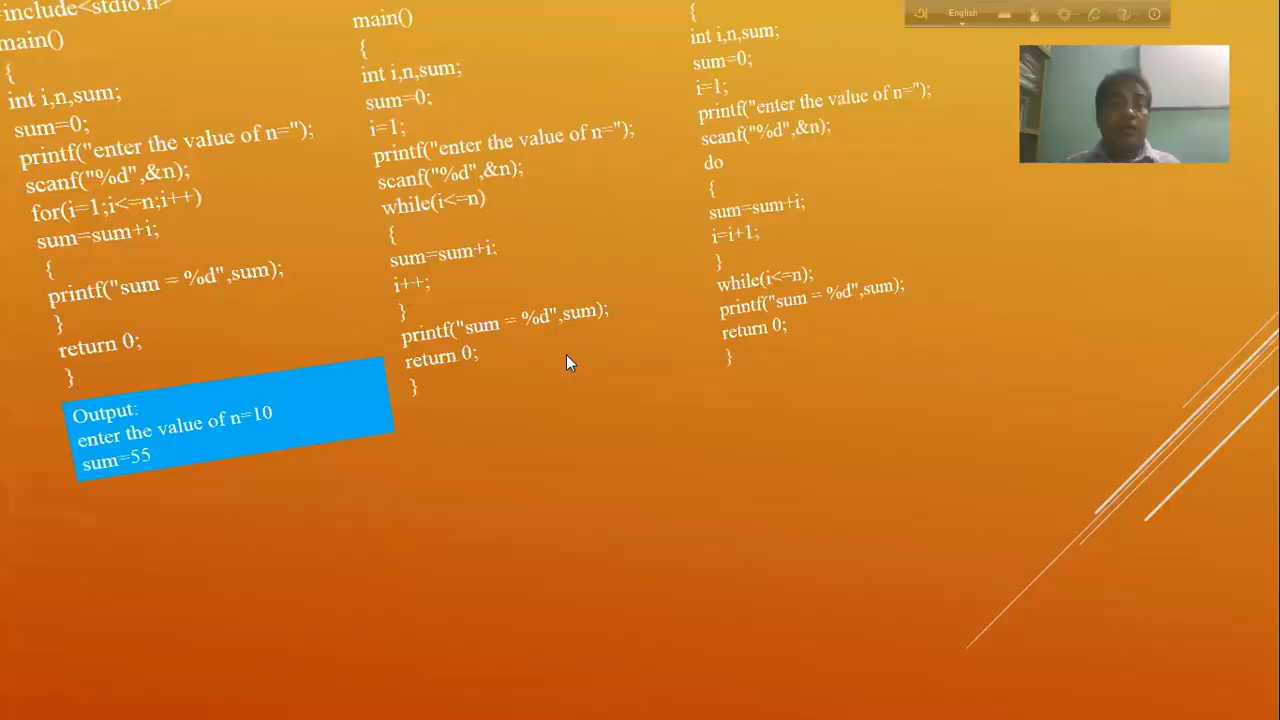 =include<stdio.h>
main()
{
int i,n,sum;
sum=0;
printf("enter the value of n=");
scanf("%d",&n);
for(i=1;i<=n;i++)
sum=sum+i;
{
printf("sum = %d",sum);
}
return 0;
}
Output:
enter the value of n=10
sum=55
main()
{
int i,n,sum;
sum=0;
i=1;
printf("enter the value of n=");
scanf("%d",&n);
while(i<=n)
{
sum=sum+i;
i++;
}
printf("sum = %d",sum);
return 0;
}
{
int i,n,sum;
sum=0;
i=1;
printf("enter the value of n=");
scanf("%d",&n);
do
{
sum=sum+i;
i=i+1;
}
while(i<=n);
printf("sum = %d",sum);
return 0;
}
English